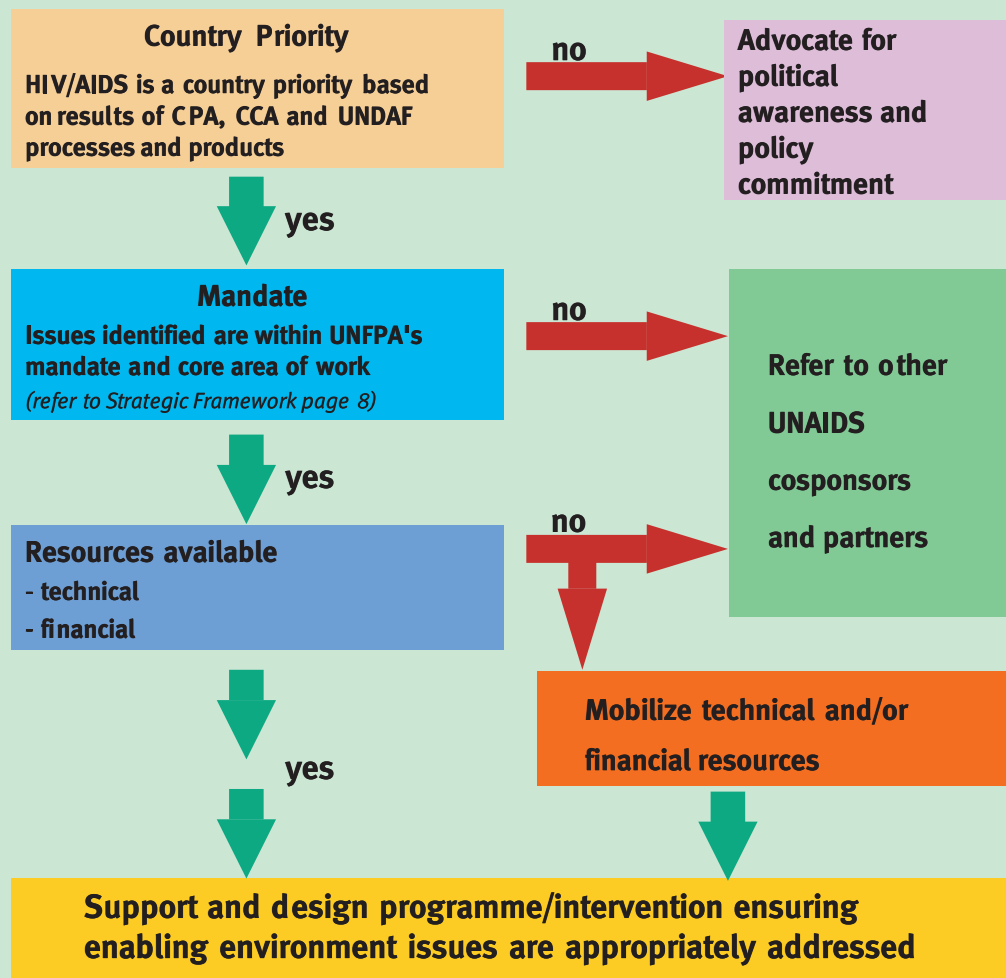 Country Priority
HIV/AIDS is a country priority based
on results of CPA, CCA and UNDAF
processes and products
no
Advocate for
political
awareness and
policy
commitment
yes
Mandate
Issues identified are within UNFPA's
mandate and core area of work
(refer to Strategic Framework page 8)
no
Refer to other
UNAIDS
cosponsors
and partners
yes
Resources available
- technical
- financial
no
Mobilize technical and/or
financial resources
yes
Support and design programme/intervention ensuring
enabling environment issues are appropriately addressed